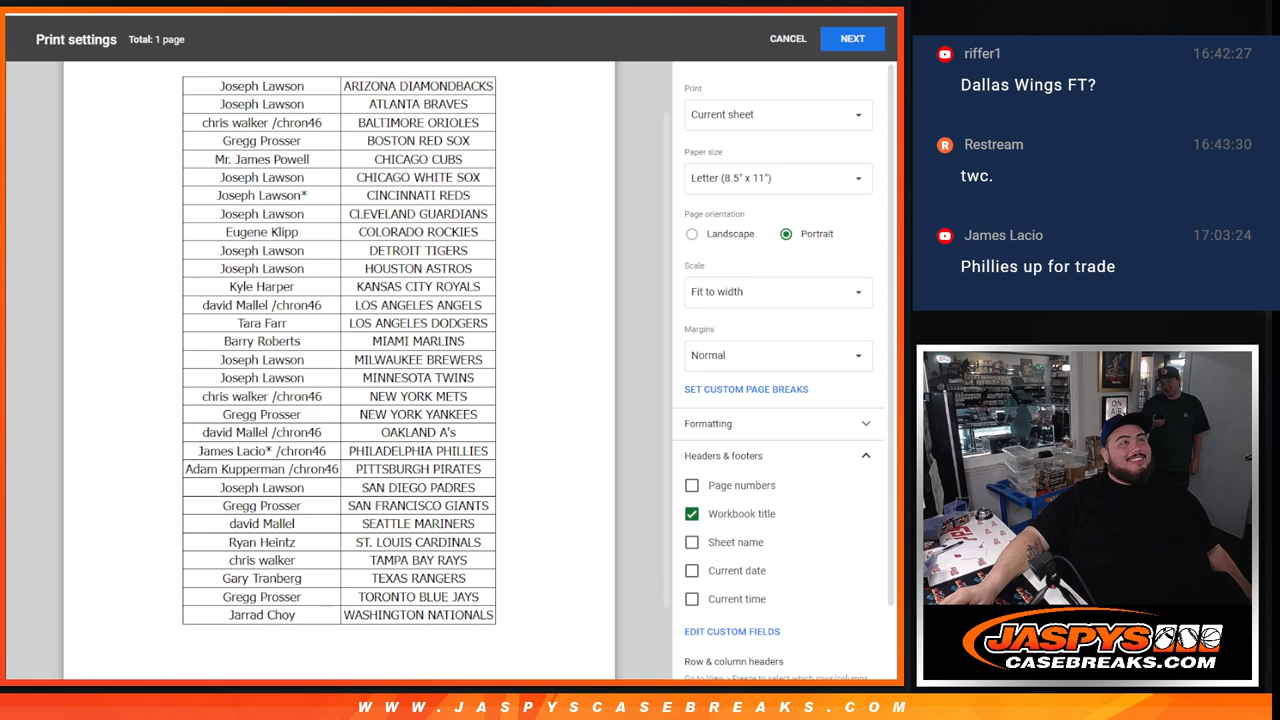 Print settings Total: 1 page CANCEL NEXT
Joseph Lawson ARIZONA DIAMONDBACKS
Joseph Lawson ATLANTA BRAVES
chris walker /chron46 BALTIMORE ORIOLES
Gregg Prosser BOSTON RED SOX
Mr. James Powell CHICAGO CUBS
Joseph Lawson CHICAGO WHITE SOX
Joseph Lawson* CINCINNATI REDS
Joseph Lawson CLEVELAND GUARDIANS
Eugene Klipp COLORADO ROCKIES
Joseph Lawson DETROIT TIGERS
Joseph Lawson HOUSTON ASTROS
Kyle Harper KANSAS CITY ROYALS
david Mallel /chron46 LOS ANGELES ANGELS
Tara Farr LOS ANGELES DODGERS
Barry Roberts MIAMI MARLINS
Joseph Lawson MILWAUKEE BREWERS
Joseph Lawson MINNESOTA TWINS
chris walker /chron46 NEW YORK METS
Gregg Prosser NEW YORK YANKEES
david Mallel /chron46 OAKLAND A's
James Lacio* /chron46 PHILADELPHIA PHILLIES
Adam Kupperman /chron46 PITTSBURGH PIRATES
Joseph Lawson SAN DIEGO PADRES
Gregg Prosser SAN FRANCISCO GIANTS
david Mallel SEATTLE MARINERS
Ryan Heintz ST. LOUIS CARDINALS
chris walker TAMPA BAY RAYS
Gary Tranberg TEXAS RANGERS
Gregg Prosser TORONTO BLUE JAYS
Jarrad Choy WASHINGTON NATIONALS
Print
Current sheet
Paper size
Letter (8.5" x 11")
Page orientation
Landscape Portrait
Scale
Fit to width
Margins
Normal
SET CUSTOM PAGE BREAKS
Formatting
Headers & footers
Page numbers
Workbook title
Sheet name
Current date
Current time
EDIT CUSTOM FIELDS
Row & column headers
Go to View > Freeze to select which rows/columns
riffer1 16:42:27
Dallas Wings FT?
R Restream 16:43:30
twc.
James Lacio 17:03:24
Phillies up for trade
ON
AIR
JASPYS
CASEBREAKS.COM
WWW.JASPYSCASEBREAKS.COM